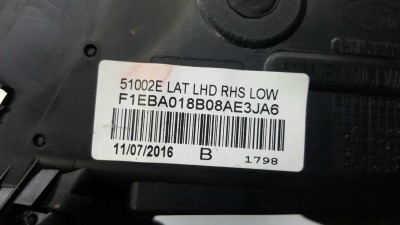 51002E LAT LHD RHS LOW
F1EBA018B08AE3JA6
11/07/2016 B 1798